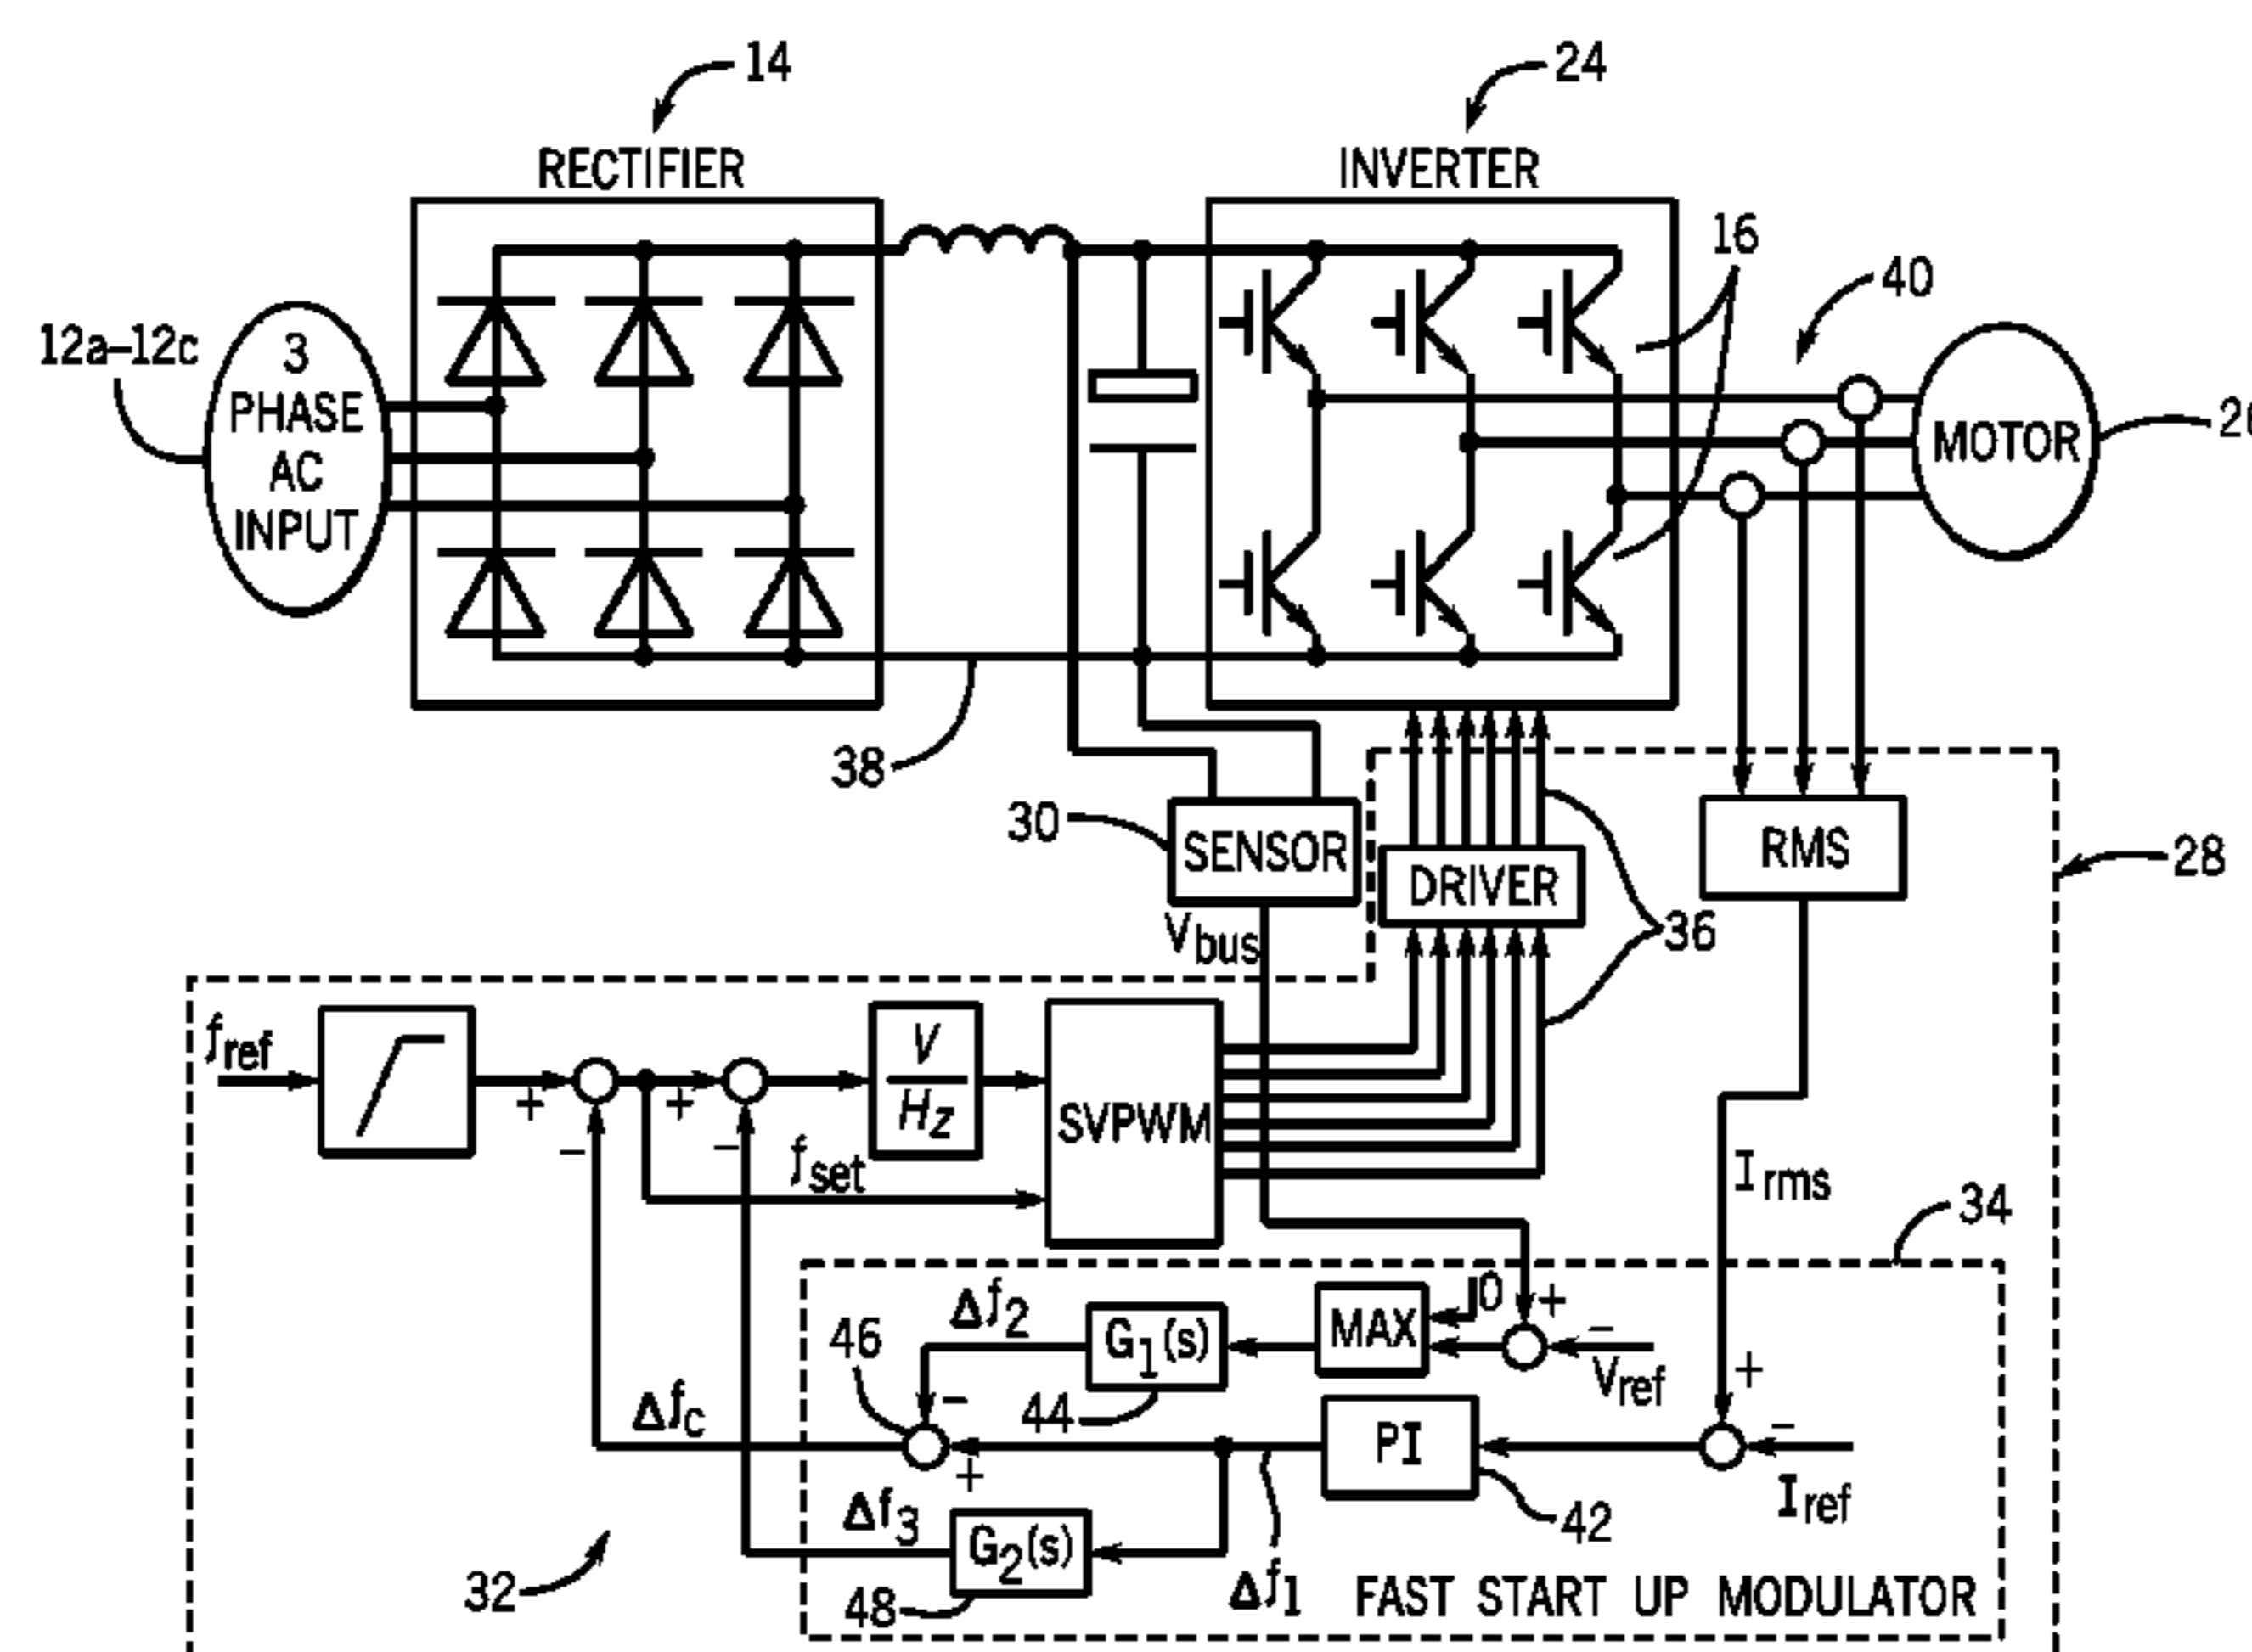 14
24
RECTIFIER
INVERTER
16
40
12a–12c
3
PHASE
AC
INPUT
MOTOR
38
30
SENSOR
DRIVER
RMS
28
Vbus
36
fref
V
Hz
SVPWM
+
+
−
−
fset
Irms
34
Δf2
G1(s)
MAX
0
+
−
46
Vref
+
Δfc
−
44
PI
−
+
Iref
Δf3
G2(s)
42
32
48
Δf1
FAST START UP MODULATOR